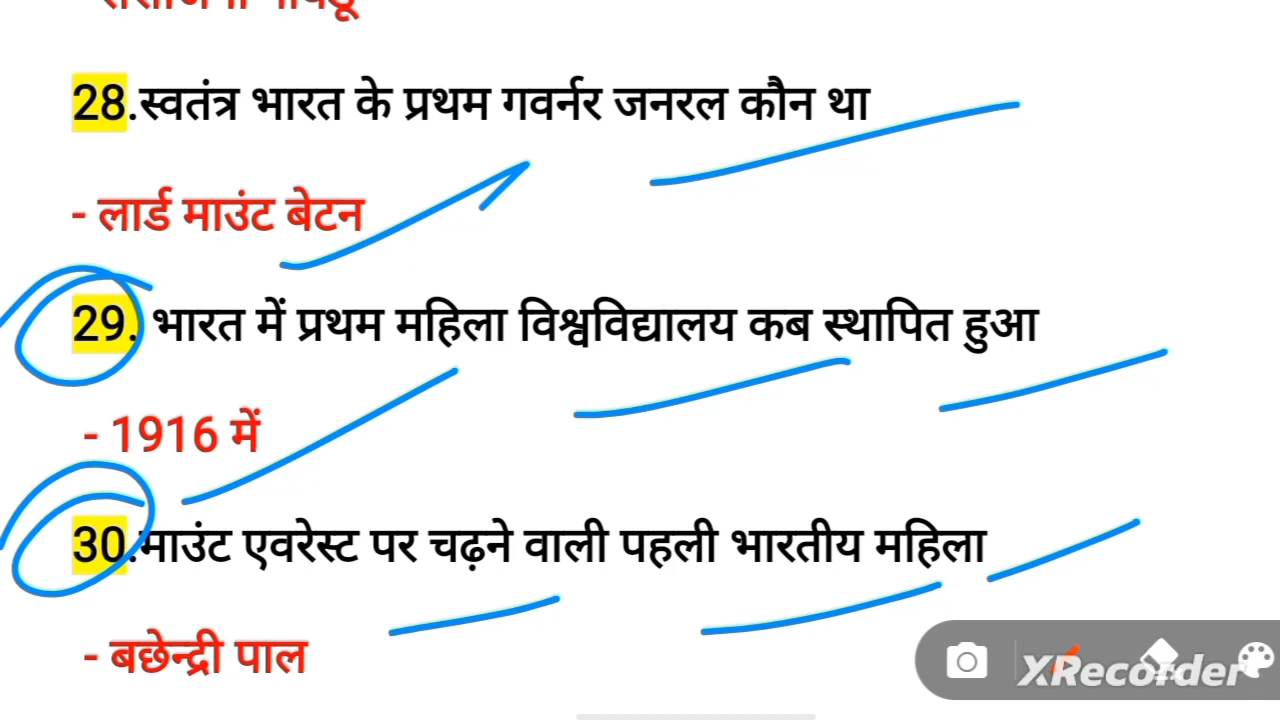 28.स्वतंत्र भारत के प्रथम गवर्नर जनरल कौन था
- लार्ड माउंट बेटन
29. भारत में प्रथम महिला विश्वविद्यालय कब स्थापित हुआ
- 1916 में
30.माउंट एवरेस्ट पर चढ़ने वाली पहली भारतीय महिला
- बछेन्द्री पाल
XRecorder